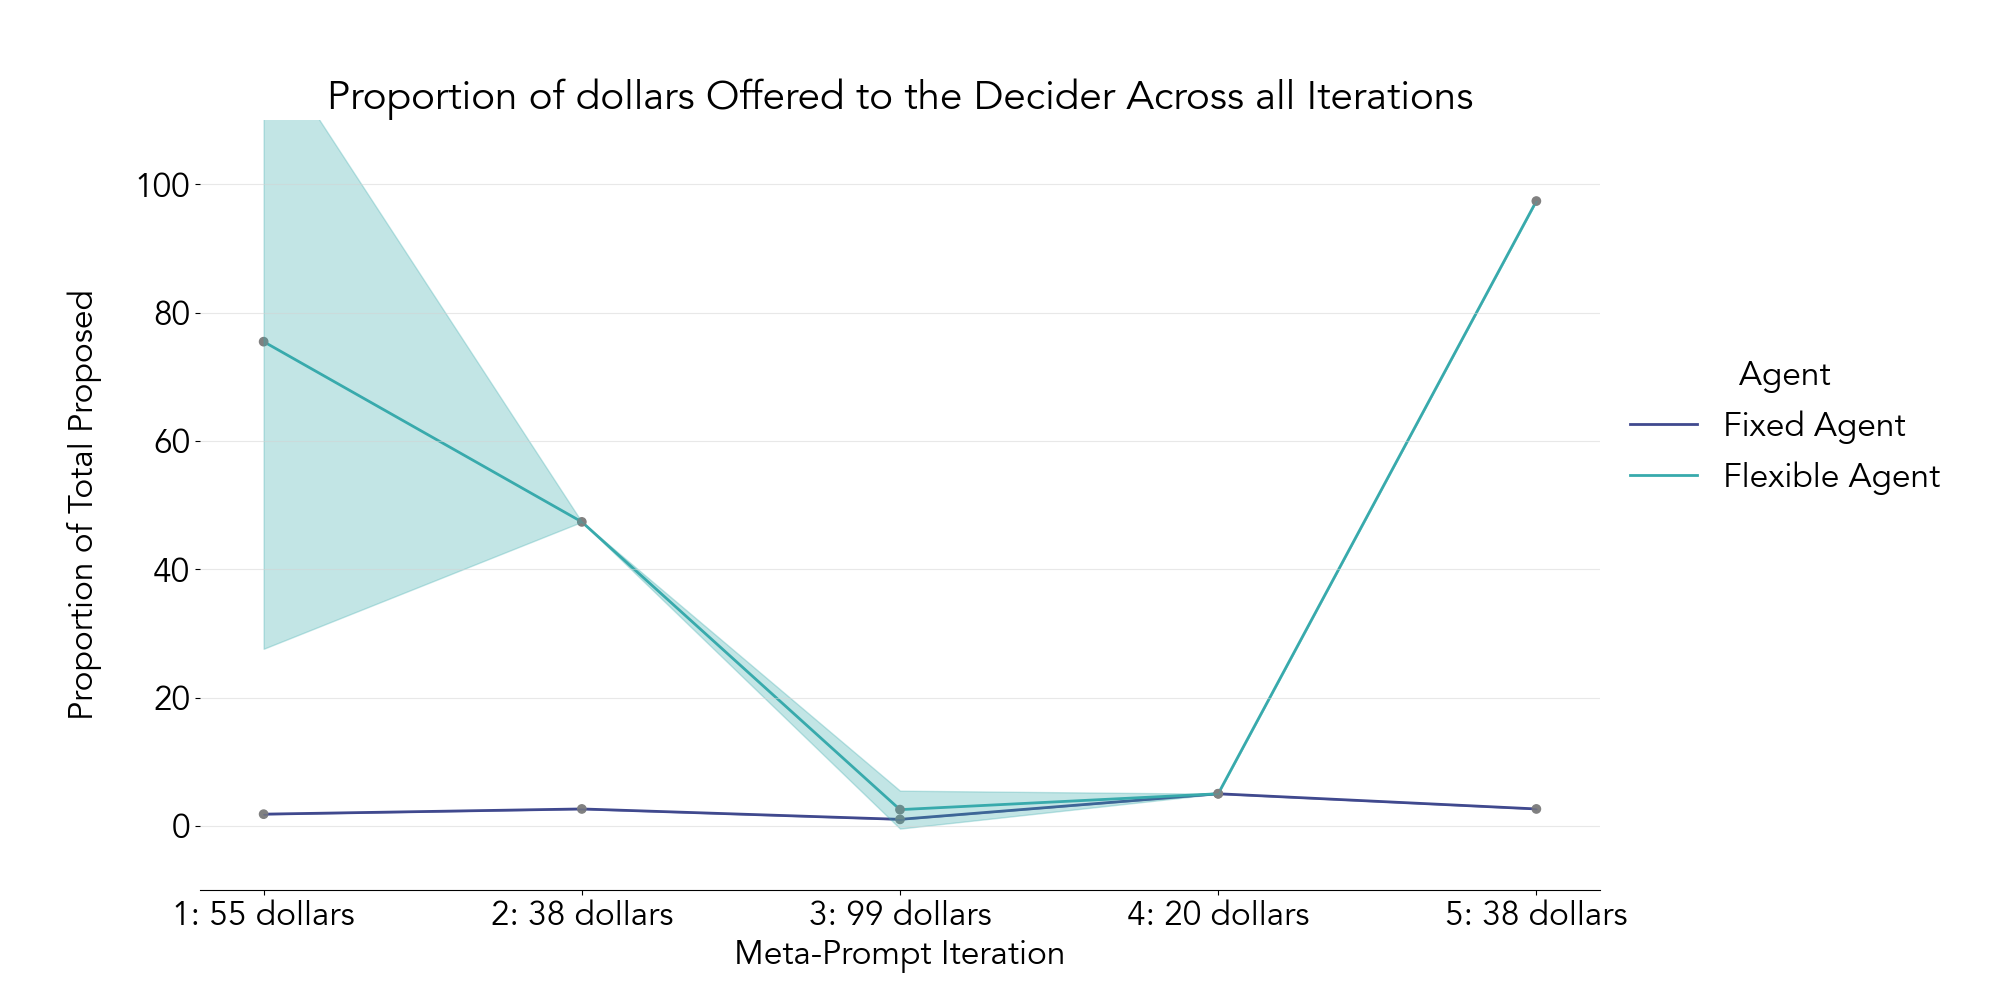 Proportion of dollars Offered to the Decider Across all Iterations
Proportion of Total Proposed
100
80
60
40
20
0
1: 55 dollars
2: 38 dollars
3: 99 dollars
4: 20 dollars
5: 38 dollars
Meta-Prompt Iteration
Agent
Fixed Agent
Flexible Agent